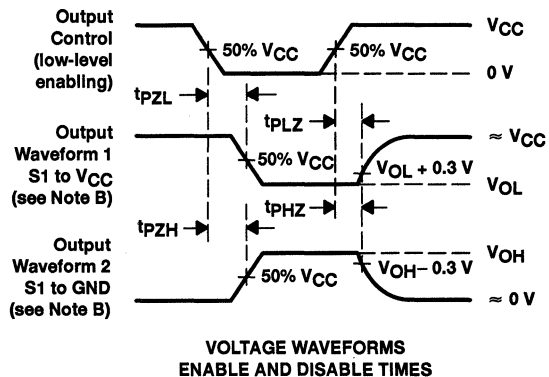 Output
Control
(low-level
enabling)
50% VCC
50% VCC
VCC
0 V
tPZL
tPLZ
Output
Waveform 1
S1 to VCC
(see Note B)
50% VCC
VOL + 0.3 V
≈ VCC
VOL
tPZH
tPHZ
Output
Waveform 2
S1 to GND
(see Note B)
50% VCC
VOH – 0.3 V
VOH
≈ 0 V
VOLTAGE WAVEFORMS
ENABLE AND DISABLE TIMES